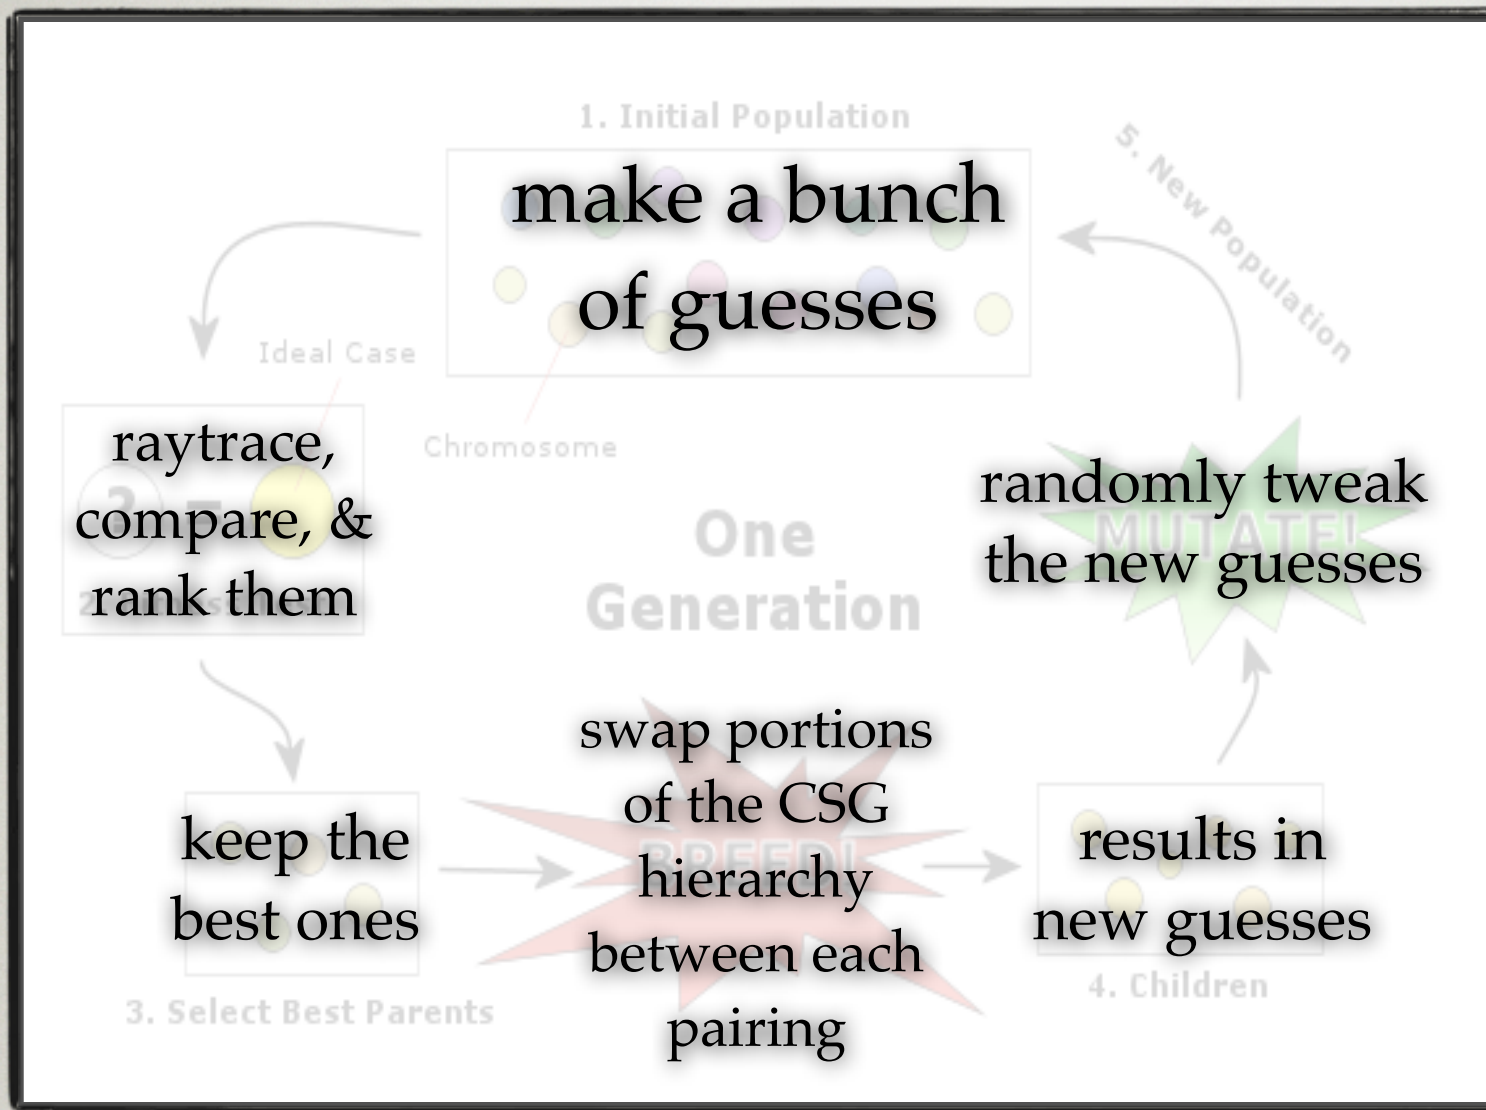 1. Initial Population
make a bunch
of guesses
5. New Population
Ideal Case
Chromosome
raytrace,
compare, &
rank them
? =
One
Generation
randomly tweak
the new guesses
MUTATE!
keep the
best ones
3. Select Best Parents
swap portions
of the CSG
hierarchy
between each
pairing
BREED!
results in
new guesses
4. Children